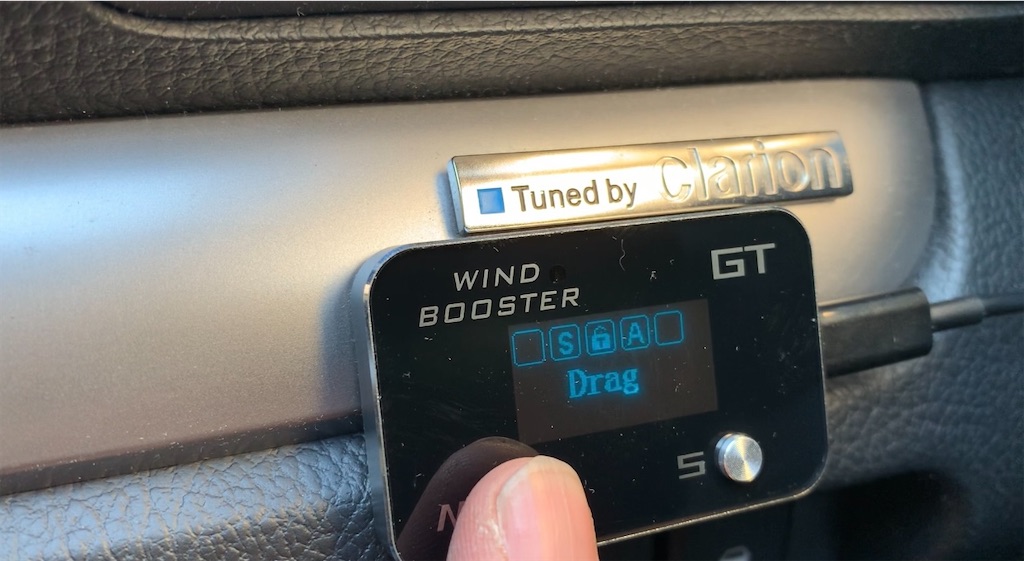 Tuned by clarion
WIND
BOOSTER
GT
S A
Drag
S
N